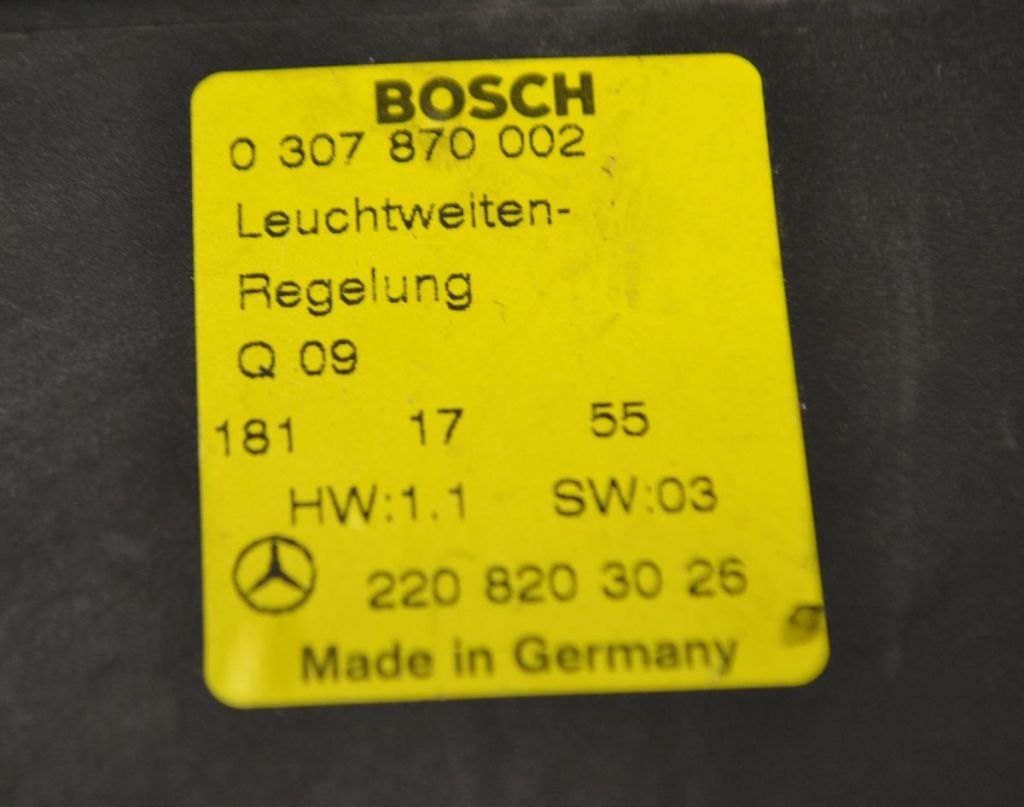 BOSCH
0 307 870 002
Leuchtweiten-
Regelung
Q 09
181 17 55
HW:1.1 SW:03
220 820 30 26
Made in Germany